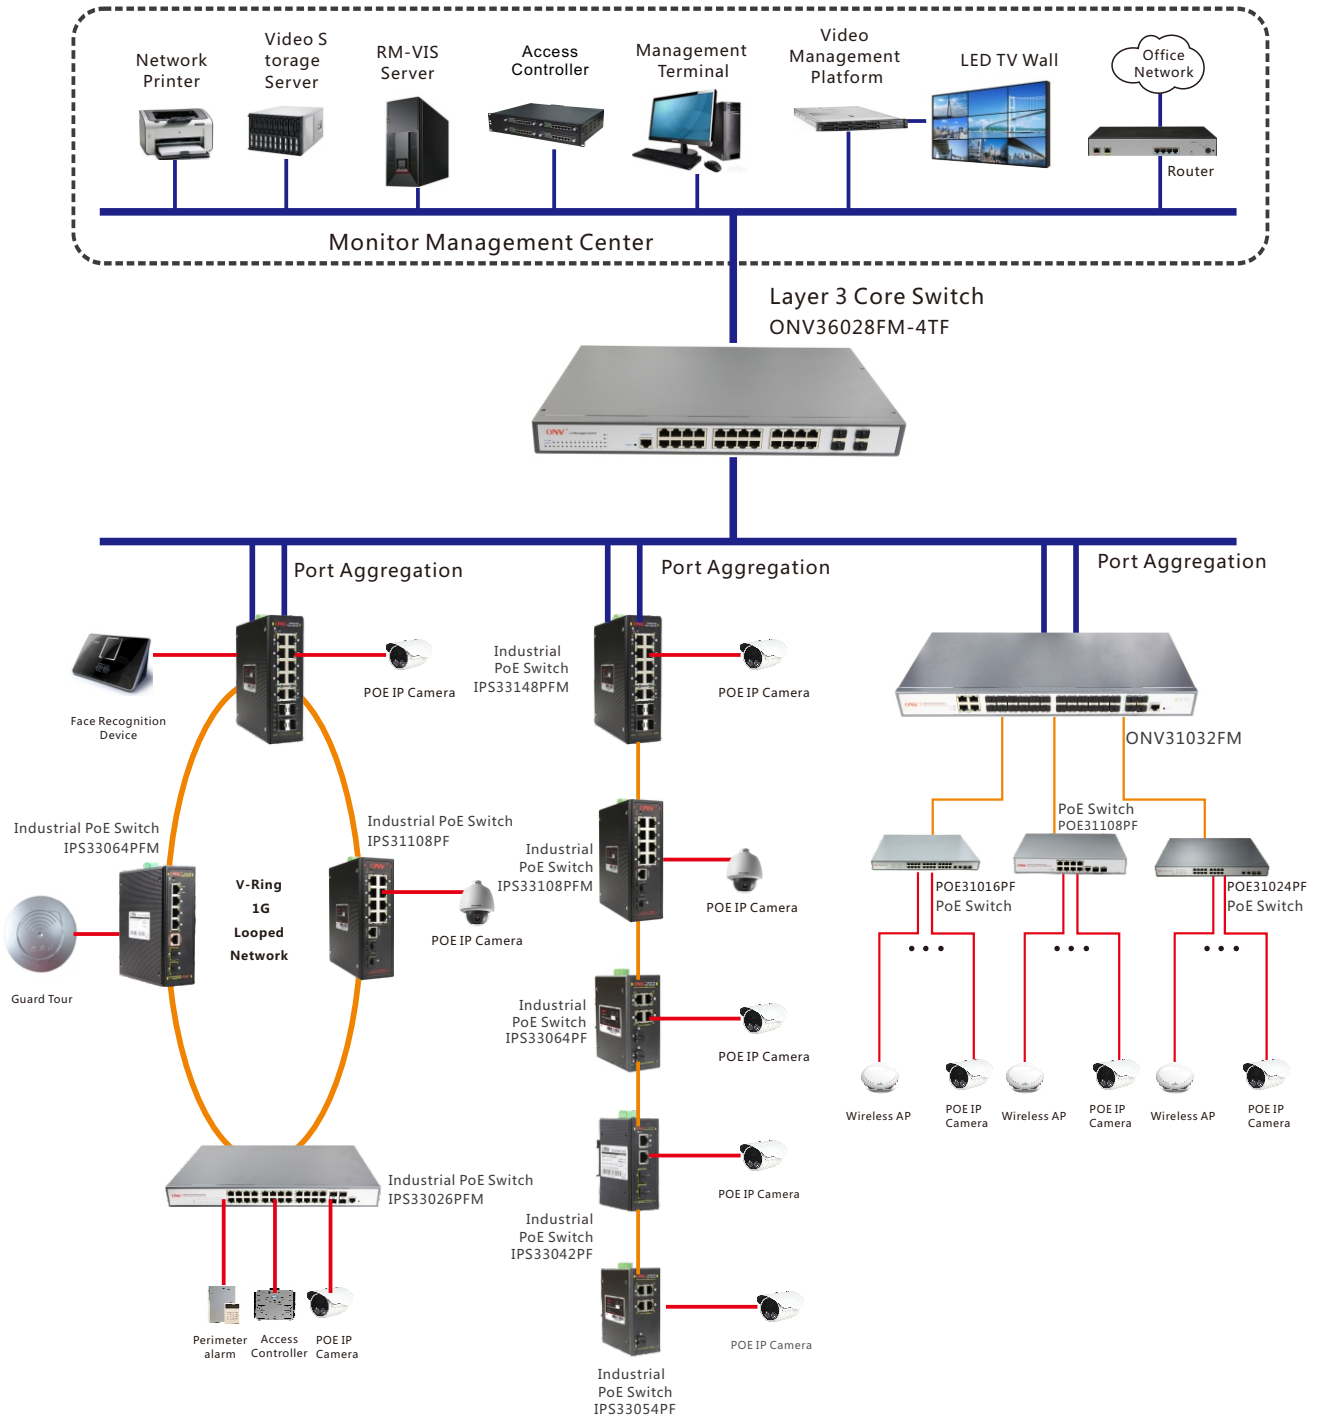 Network
Printer
Video S
torage
Server
RM-VIS
Server
Access
Controller
Management
Terminal
Video
Management
Platform
LED TV Wall
Office
Network
Router
Monitor Management Center
Layer 3 Core Switch
ONV36028FM-4TF
ONV
Port Aggregation
Port Aggregation
Port Aggregation
Face Recognition
Device
POE IP Camera
Industrial
PoE Switch
IPS33148PFM
POE IP Camera
ONV31032FM
Industrial PoE Switch
IPS33064PFM
Industrial PoE Switch
IPS31108PF
V-Ring
1G
Looped
Network
Guard Tour
POE IP Camera
Industrial
PoE Switch
IPS33108PFM
POE IP Camera
Industrial
PoE Switch
IPS33064PF
POE IP Camera
Industrial
PoE Switch
IPS33042PF
POE IP Camera
Industrial
PoE Switch
IPS33054PF
POE IP Camera
Industrial PoE Switch
IPS33026PFM
Perimeter
alarm
Access
Controller
POE IP
Camera
PoE Switch
POE31108PF
POE31016PF
PoE Switch
POE31024PF
PoE Switch
Wireless AP
POE IP
Camera
Wireless AP
POE IP
Camera
Wireless AP
POE IP
Camera